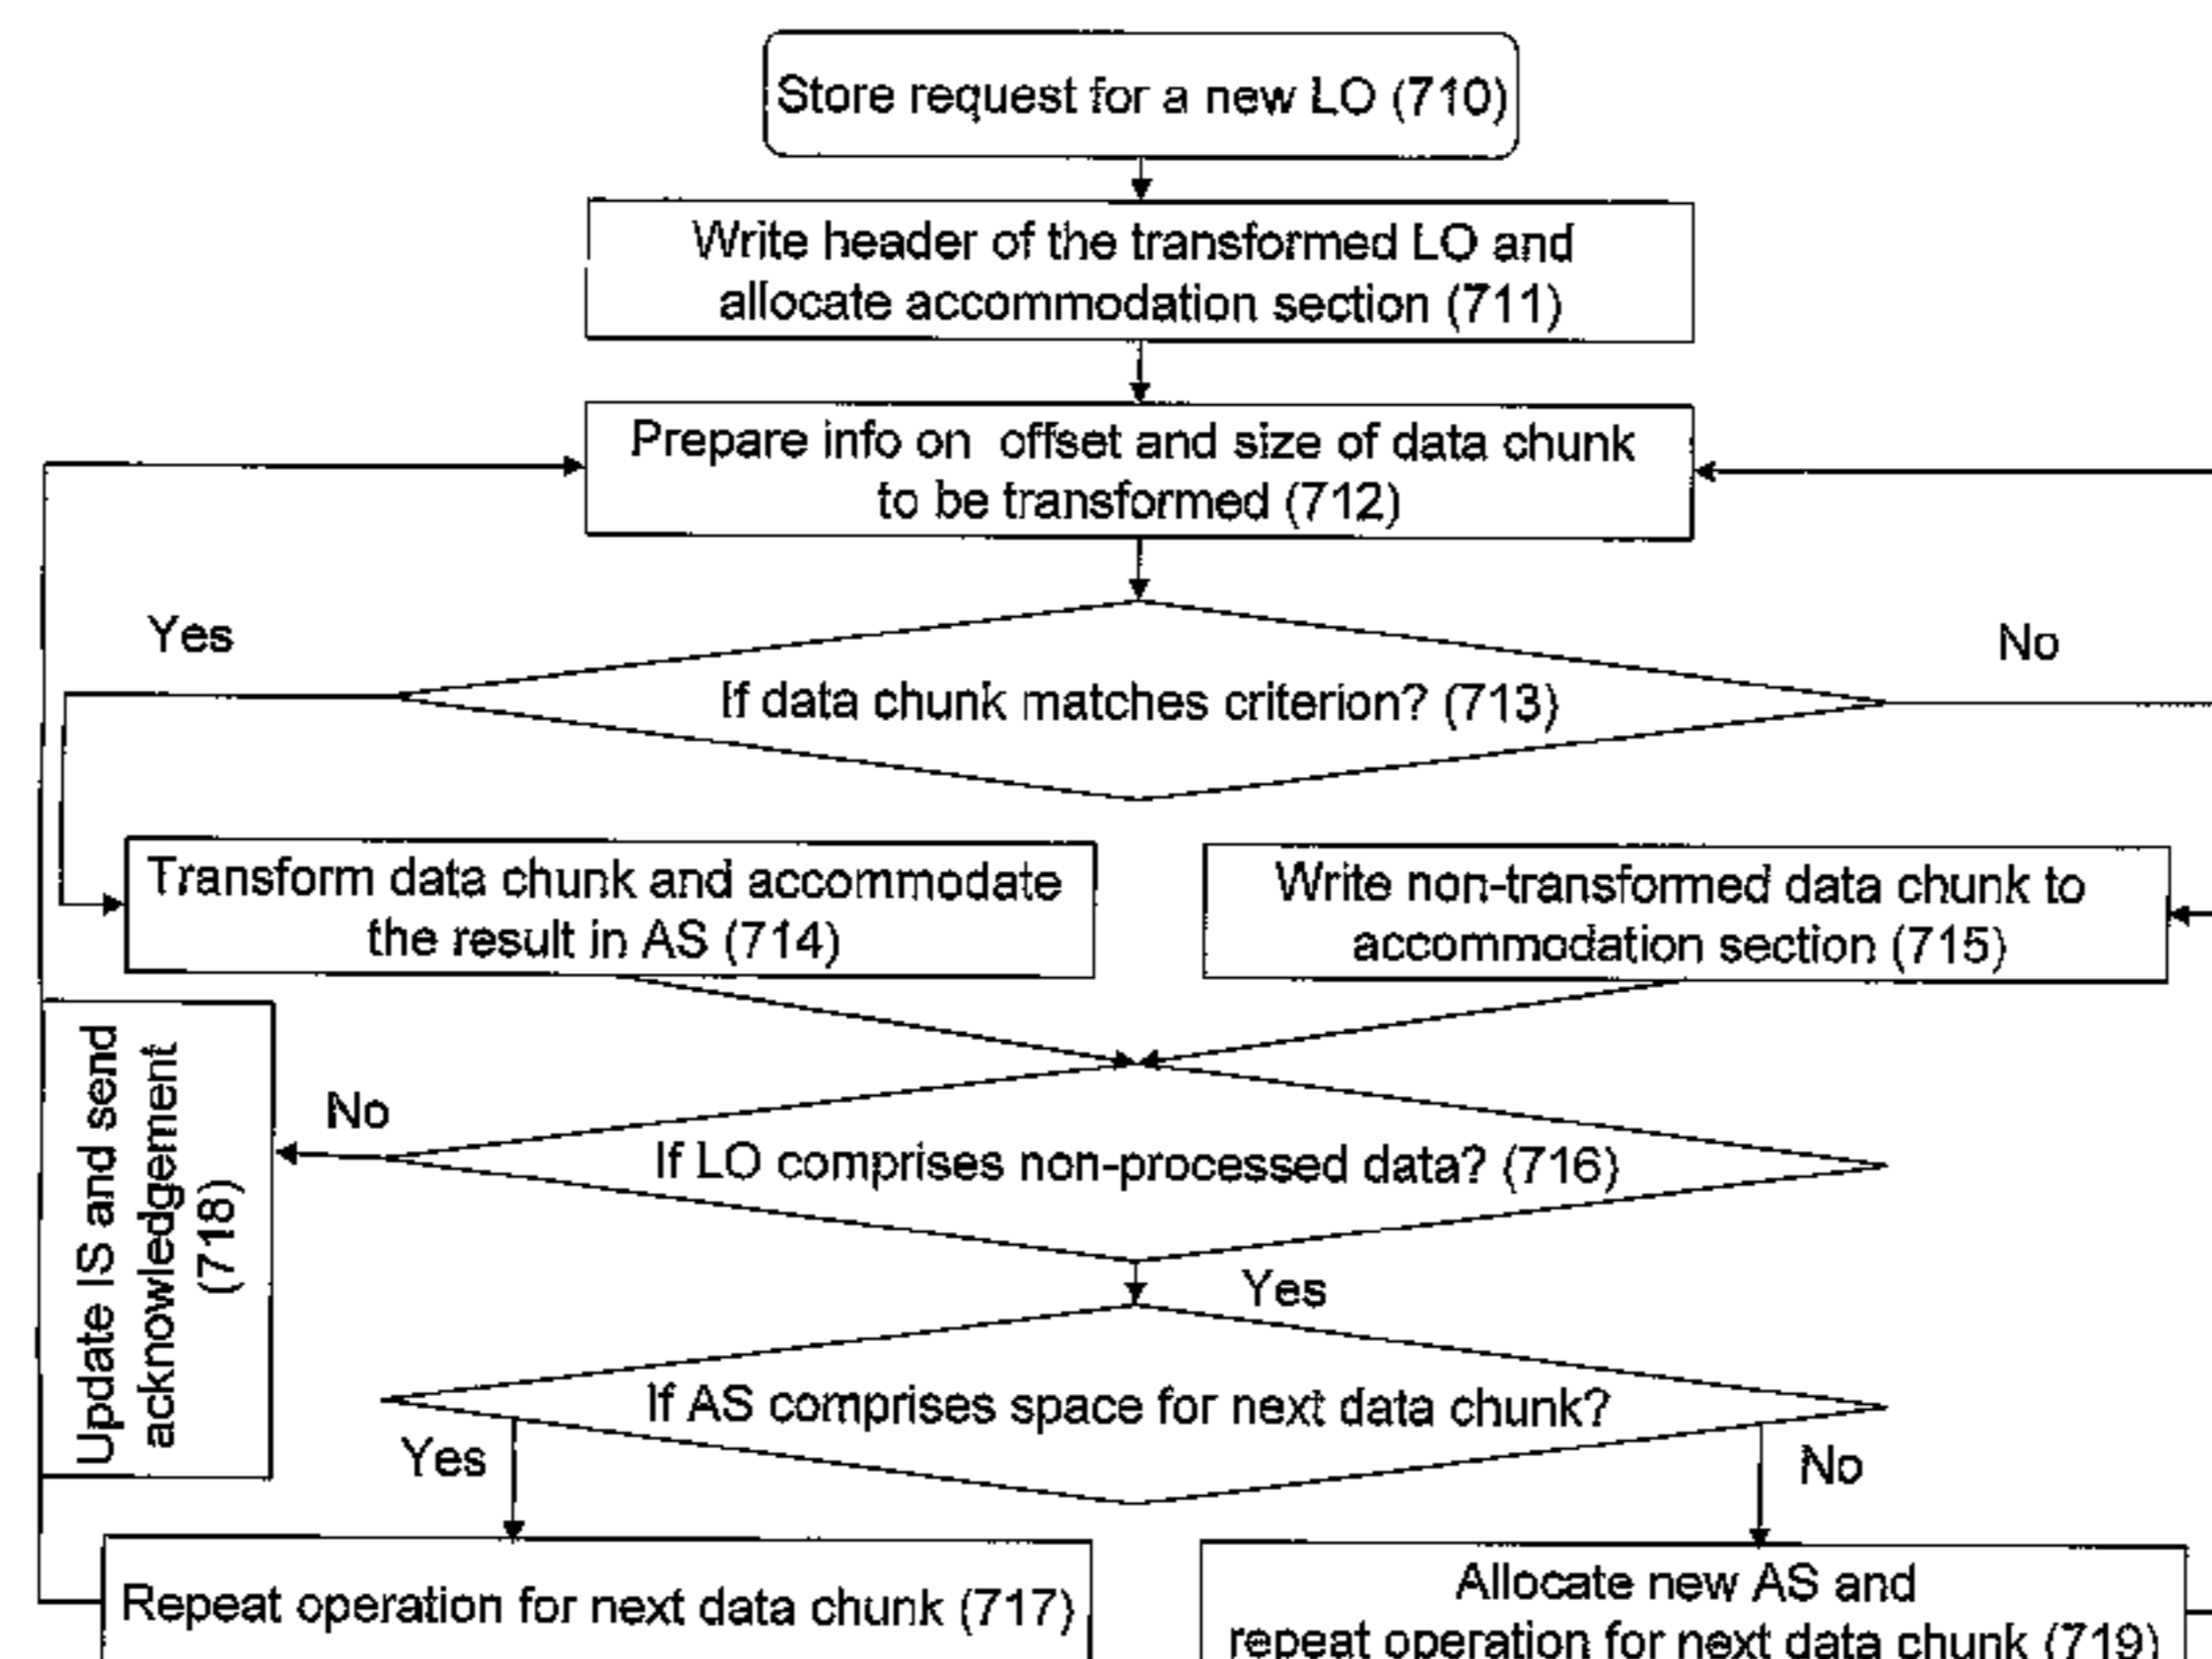 Store request for a new LO (710)
Write header of the transformed LO and
allocate accommodation section (711)
Prepare info on offset and size of data chunk
to be transformed (712)
Yes
No
If data chunk matches criterion? (713)
Transform data chunk and accommodate
the result in AS (714)
Write non-transformed data chunk to
accommodation section (715)
Update IS and send
acknowledgement
(718)
No
If LO comprises non-processed data? (716)
Yes
If AS comprises space for next data chunk?
Yes
No
Repeat operation for next data chunk (717)
Allocate new AS and
repeat operation for next data chunk (719)